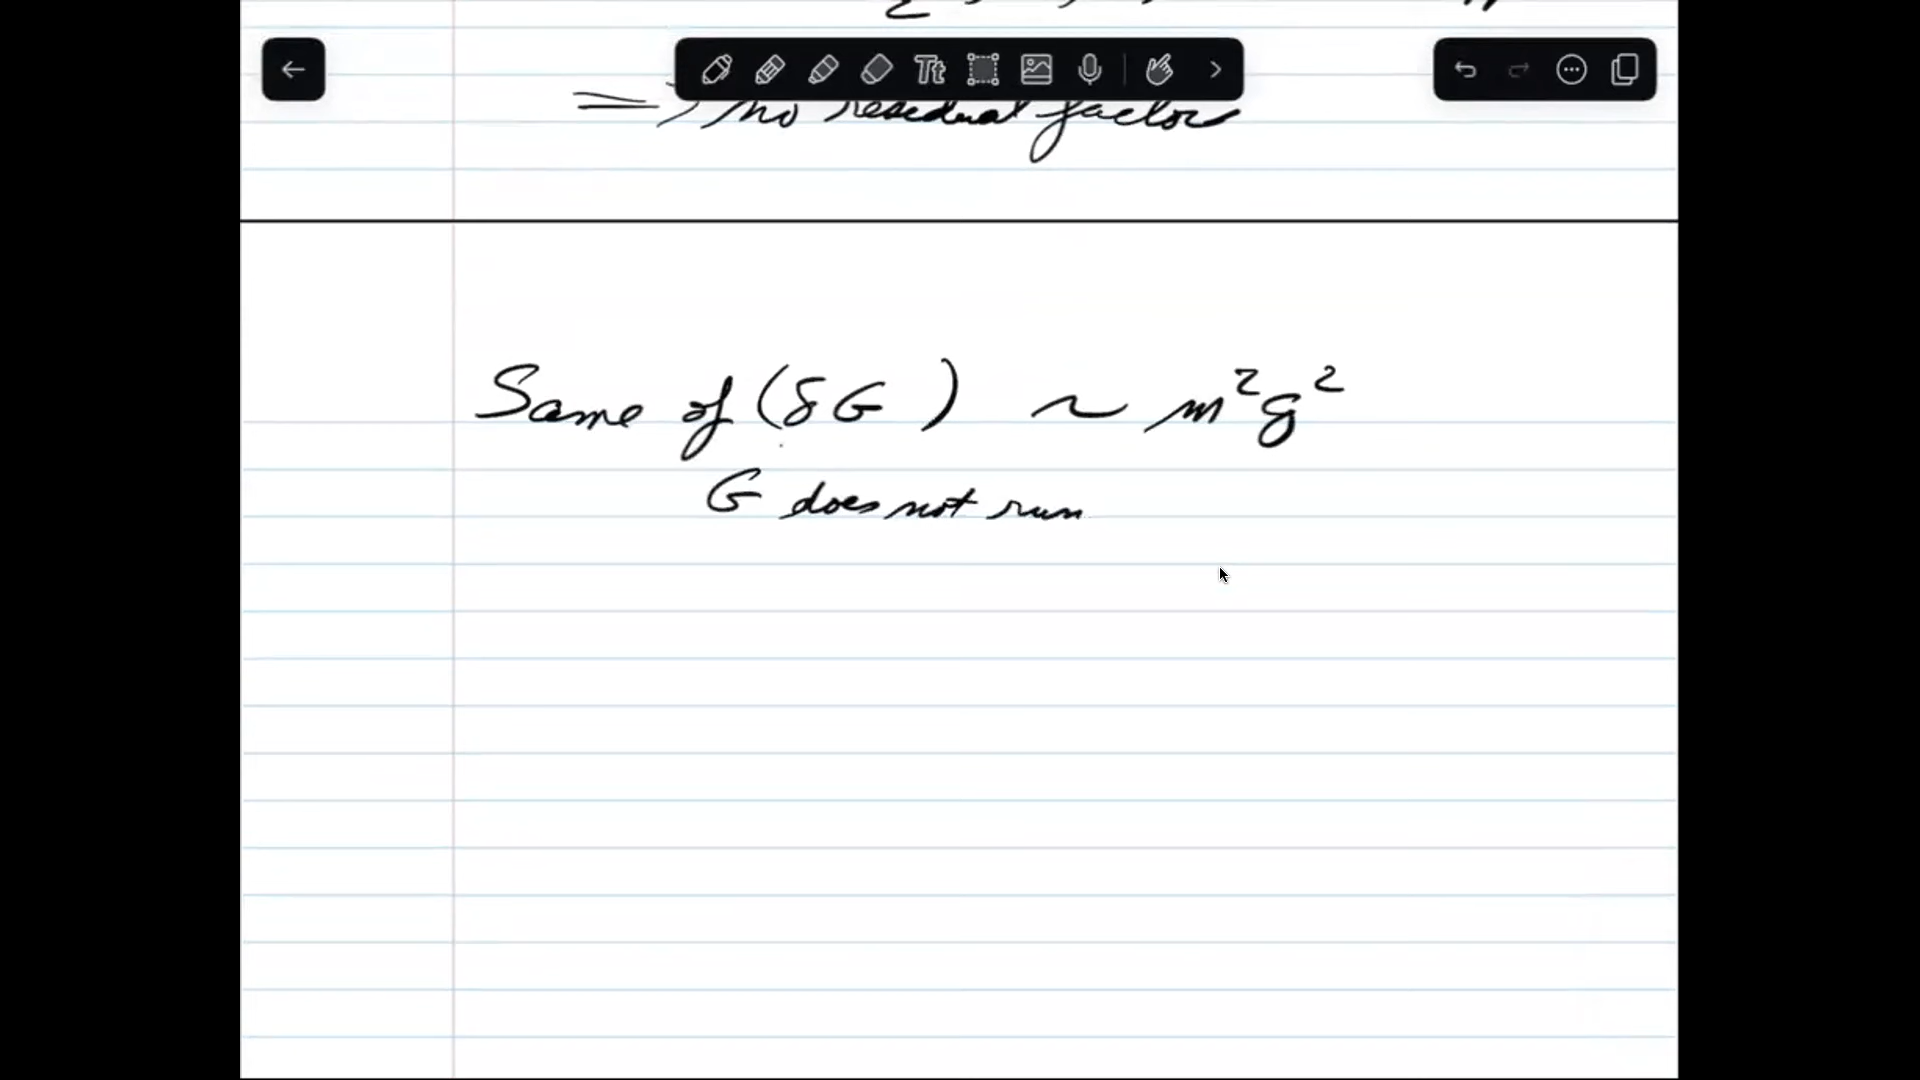 => no residual factor
Same of (δG) ~ m²g²
G does not run